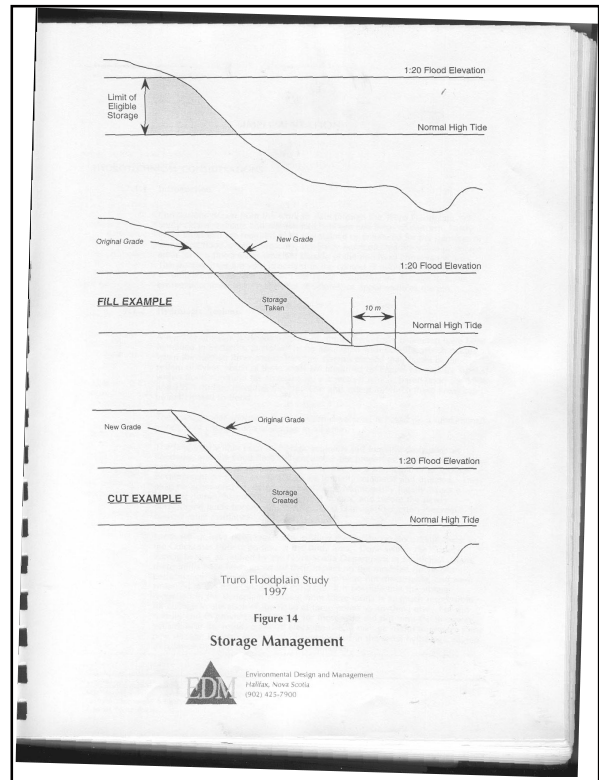 1:20 Flood Elevation
Limit of
Eligible
Storage
Normal High Tide
Original Grade
New Grade
1:20 Flood Elevation
FILL EXAMPLE
Storage
Taken
10 m
Normal High Tide
New Grade
Original Grade
1:20 Flood Elevation
CUT EXAMPLE
Storage
Created
Normal High Tide
Truro Floodplain Study
1997
Figure 14
Storage Management
EDM
Environmental Design and Management
Halifax, Nova Scotia
(902) 425-7900